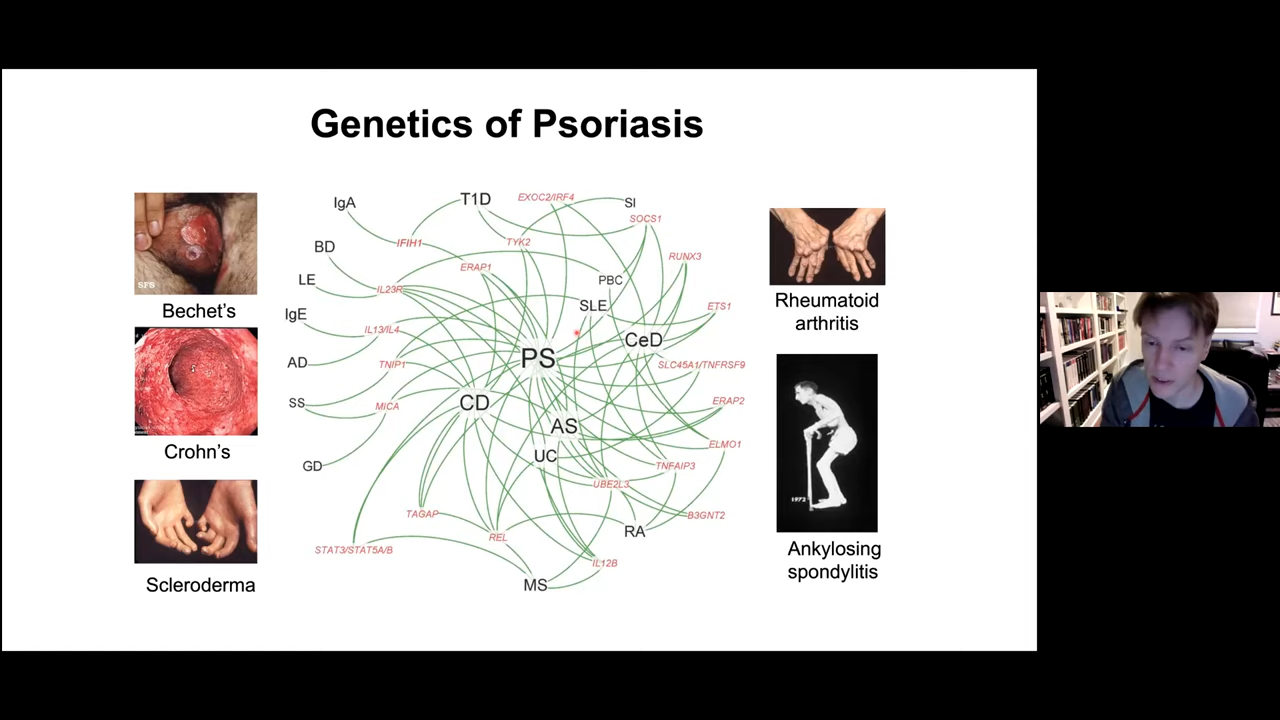 Genetics of Psoriasis
SFS
Bechet's
Crohn's
Scleroderma
IgA
T1D
EXOC2/IRF4
SI
SOCS1
BD
IFIH1
TYK2
RUNX3
ERAP1
LE
IL23R
PBC
SLE
ETS1
IgE
IL13/IL4
CeD
AD
TNIP1
PS
SLC45A1/TNFRSF9
SS
MICA
CD
ERAP2
AS
ELMO1
UC
GD
TNFAIP3
UBE2L3
TAGAP
B3GNT2
REL
RA
STAT3/STAT5A/B
IL12B
MS
Rheumatoid
arthritis
1972
Ankylosing
spondylitis